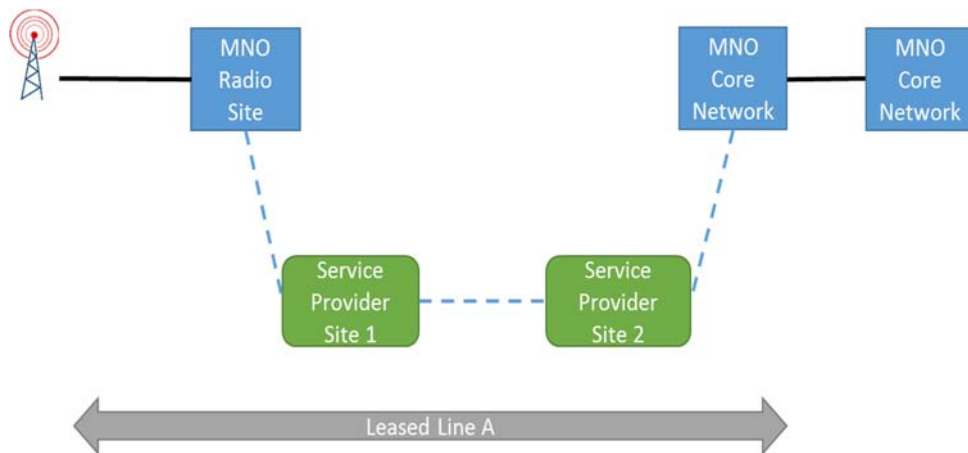 MNO
Radio
Site
MNO
Core
Network
MNO
Core
Network
Service
Provider
Site 1
Service
Provider
Site 2
Leased Line A